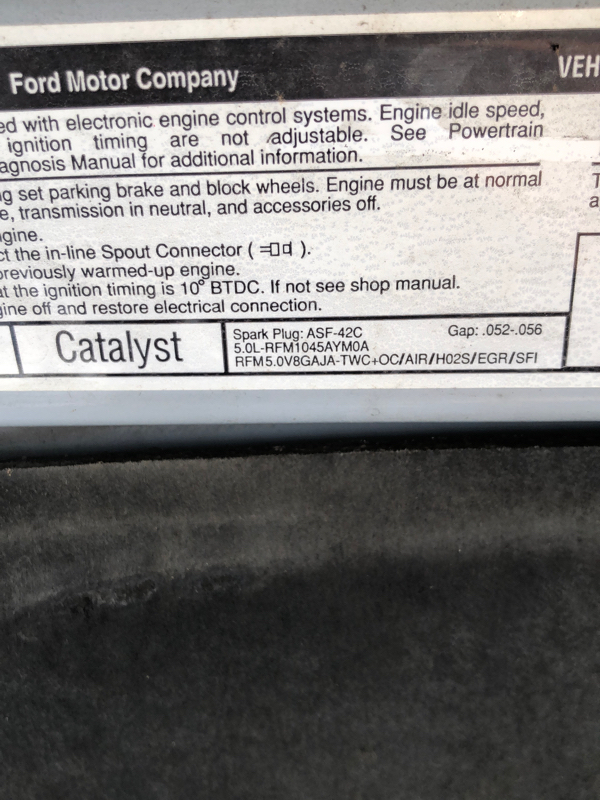 Ford Motor Company
VEH
ed with electronic engine control systems. Engine idle speed,
ignition timing are not adjustable. See Powertrain
agnosis Manual for additional information.
ng set parking brake and block wheels. Engine must be at normal
e, transmission in neutral, and accessories off.
T
a
gine.
ct the in-line Spout Connector ( ).
previously warmed-up engine.
at the ignition timing is 10° BTDC. If not see shop manual.
gine off and restore electrical connection.
Catalyst
Spark Plug: ASF-42C Gap: .052-.056
5.0L-RFM1045AYM0A
RFM5.0V8GAJA-TWC+OC/AIR/H02S/EGR/SFI